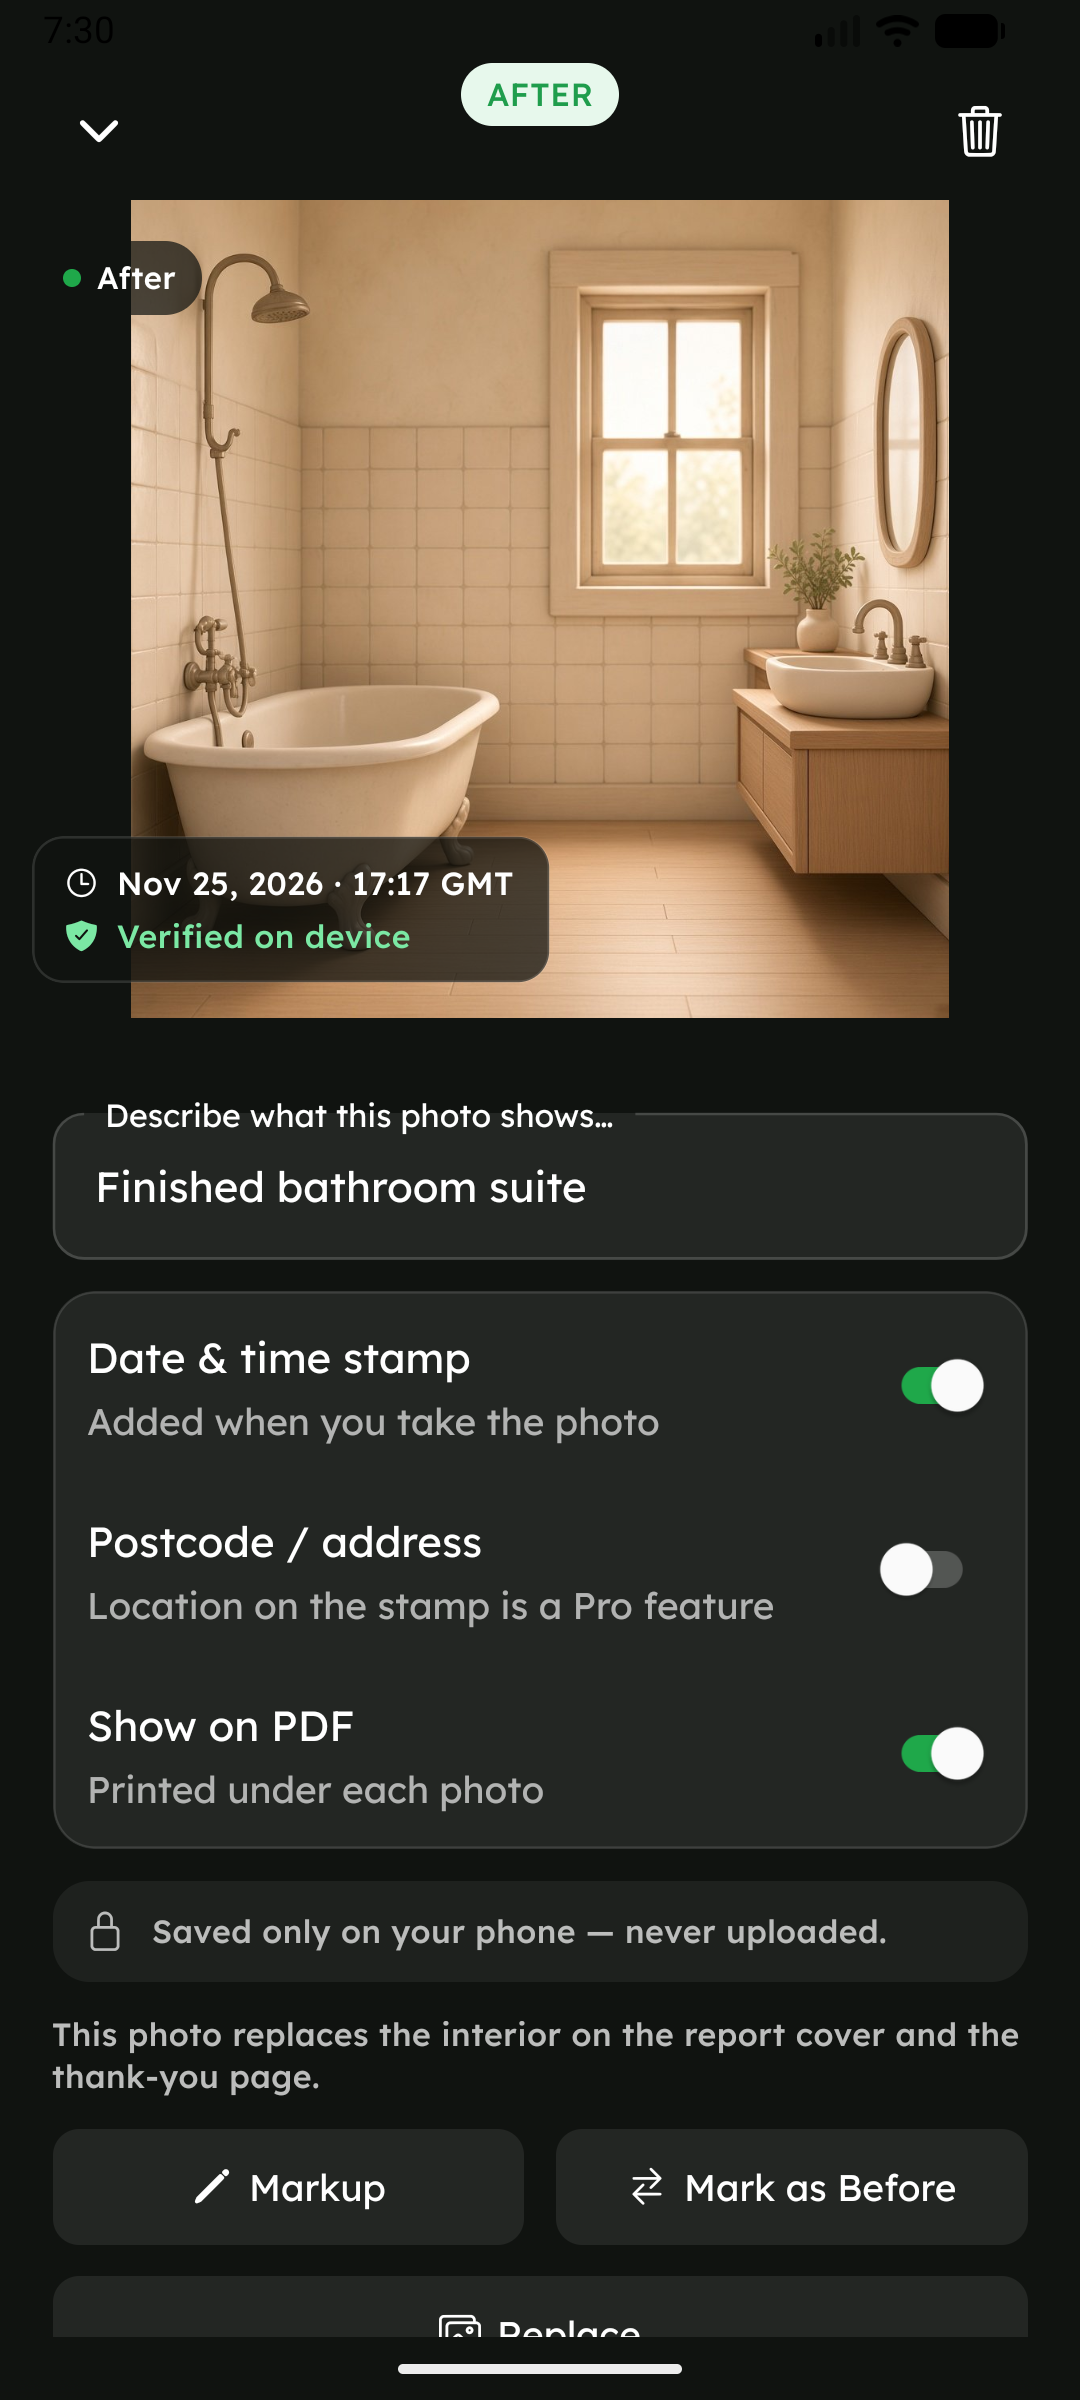 7:30
AFTER
After
Nov 25, 2026 · 17:17 GMT
Verified on device
Describe what this photo shows...
Finished bathroom suite
Date & time stamp
Added when you take the photo
Postcode / address
Location on the stamp is a Pro feature
Show on PDF
Printed under each photo
Saved only on your phone — never uploaded.
This photo replaces the interior on the report cover and the
thank-you page.
Markup
Mark as Before
Replace